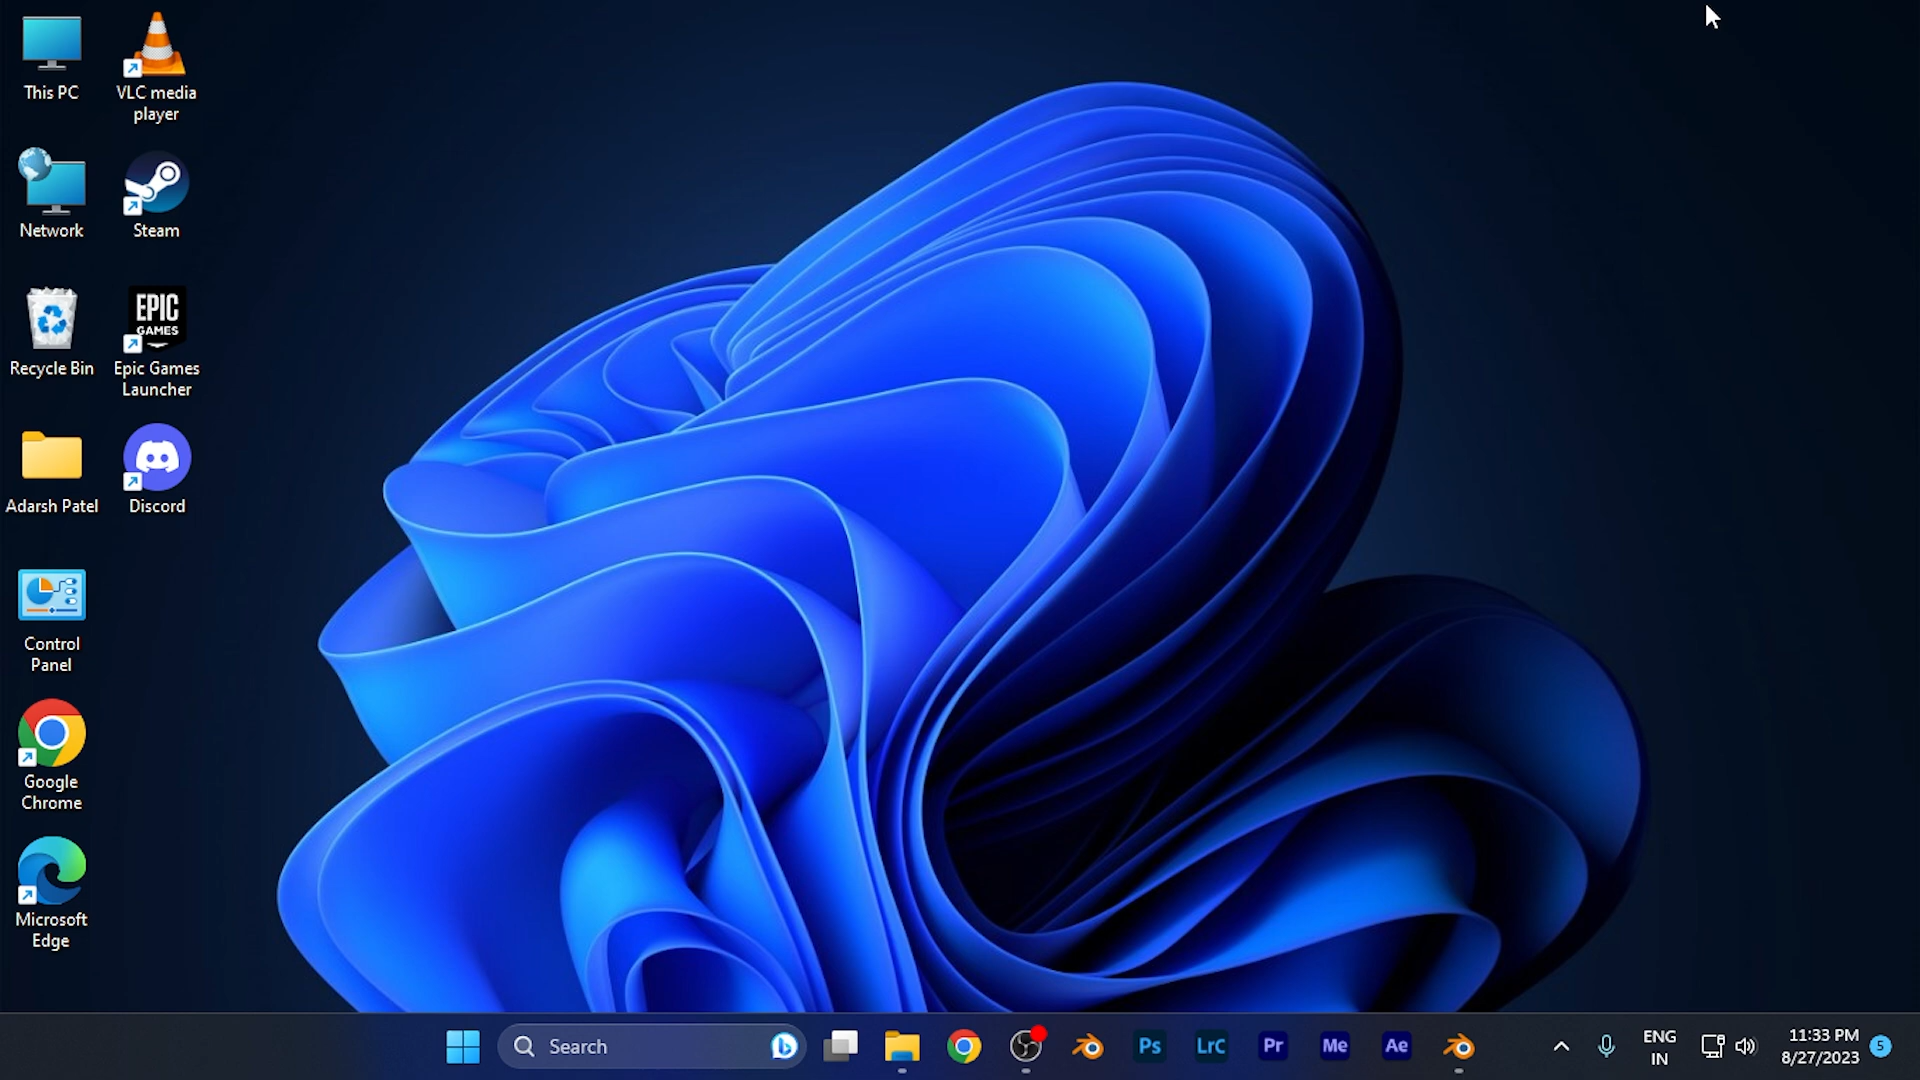 This PC
VLC media
player
Network
Steam
Recycle Bin
EPIC
GAMES
Epic Games
Launcher
Adarsh Patel
Discord
Control
Panel
Google
Chrome
Microsoft
Edge
Search
Ps
LrC
Pr
Me
Ae
ENG
IN
11:33 PM
8/27/2023
5